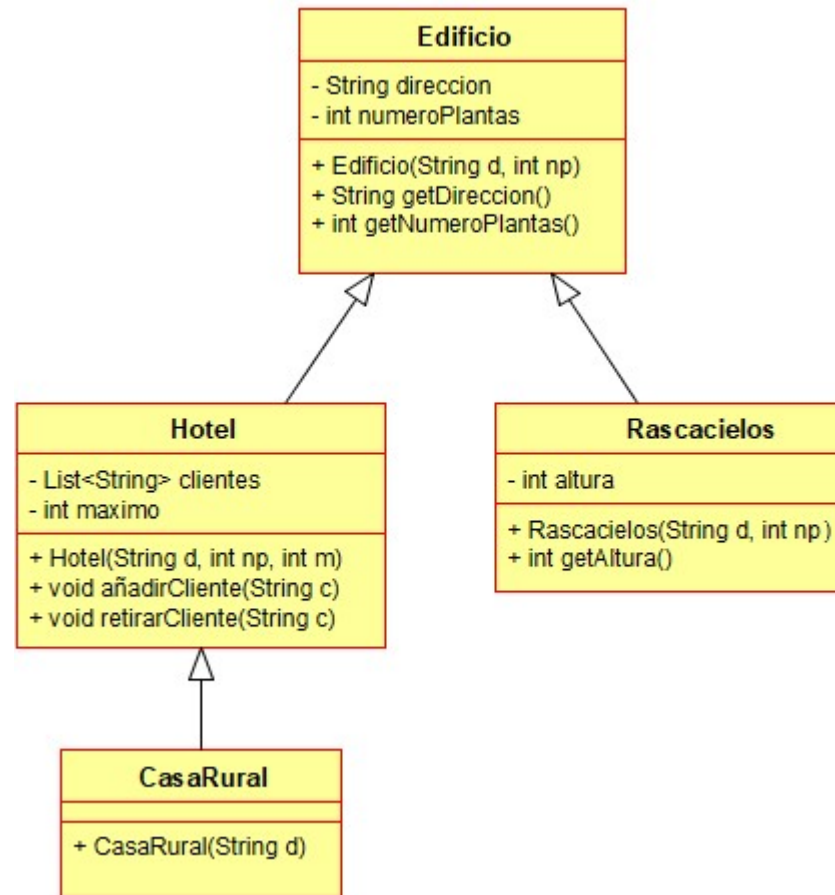 Edificio
- String direccion
- int numeroPlantas
+ Edificio(String d, int np)
+ String getDireccion()
+ int getNumeroPlantas()
Hotel
- List<String> clientes
- int maximo
+ Hotel(String d, int np, int m)
+ void añadirCliente(String c)
+ void retirarCliente(String c)
Rascacielos
- int altura
+ Rascacielos(String d, int np)
+ int getAltura()
CasaRural
+ CasaRural(String d)